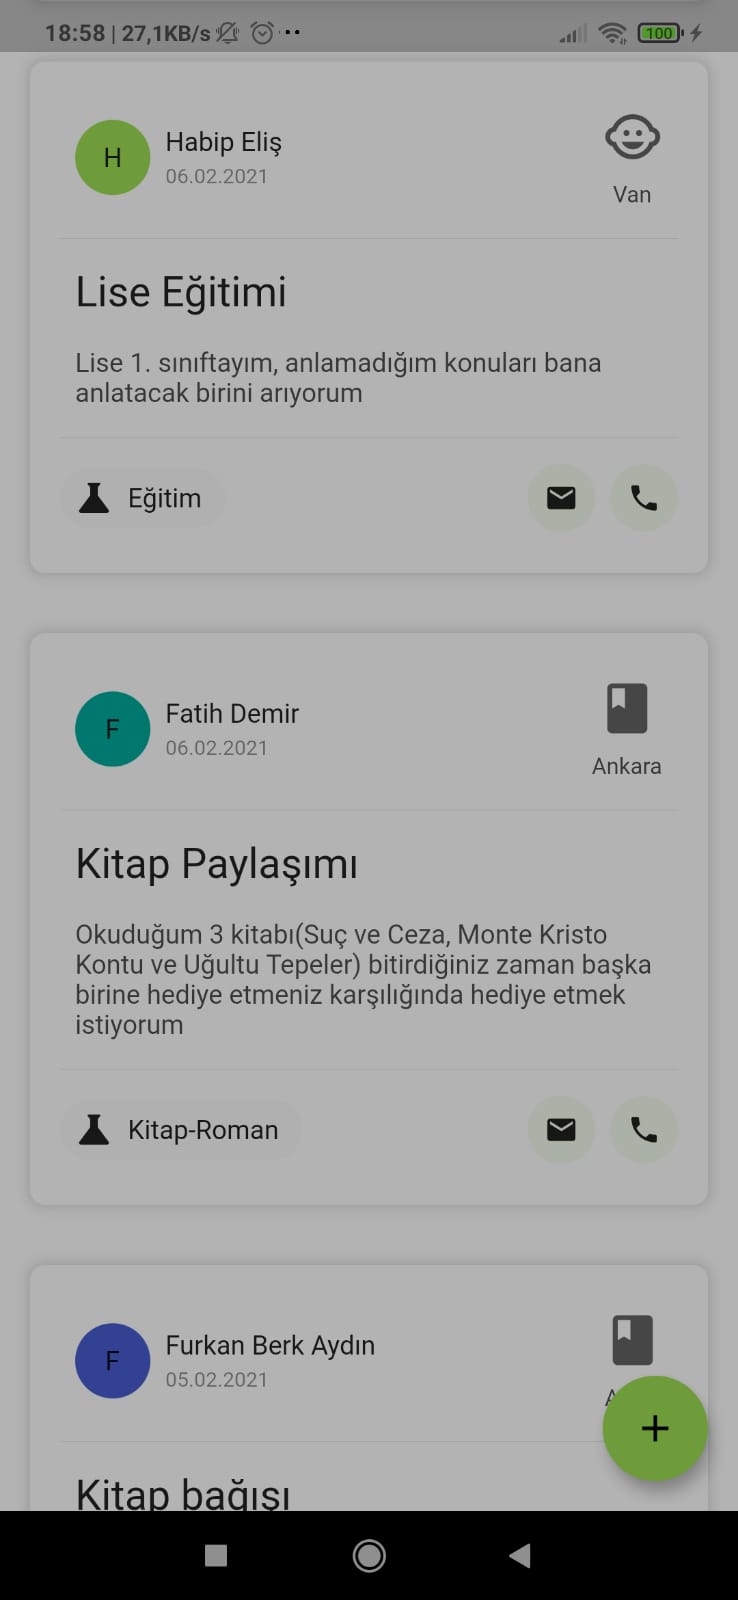 18:58 | 27,1KB/s
100
H
Habip Eliş
06.02.2021
Van
Lise Eğitimi
Lise 1. sınıftayım, anlamadığım konuları bana
anlatacak birini arıyorum
Eğitim
F
Fatih Demir
06.02.2021
Ankara
Kitap Paylaşımı
Okuduğum 3 kitabı(Suç ve Ceza, Monte Kristo
Kontu ve Uğultu Tepeler) bitirdiğiniz zaman başka
birine hediye etmeniz karşılığında hediye etmek
istiyorum
Kitap-Roman
F
Furkan Berk Aydın
05.02.2021
Kitap bağışı